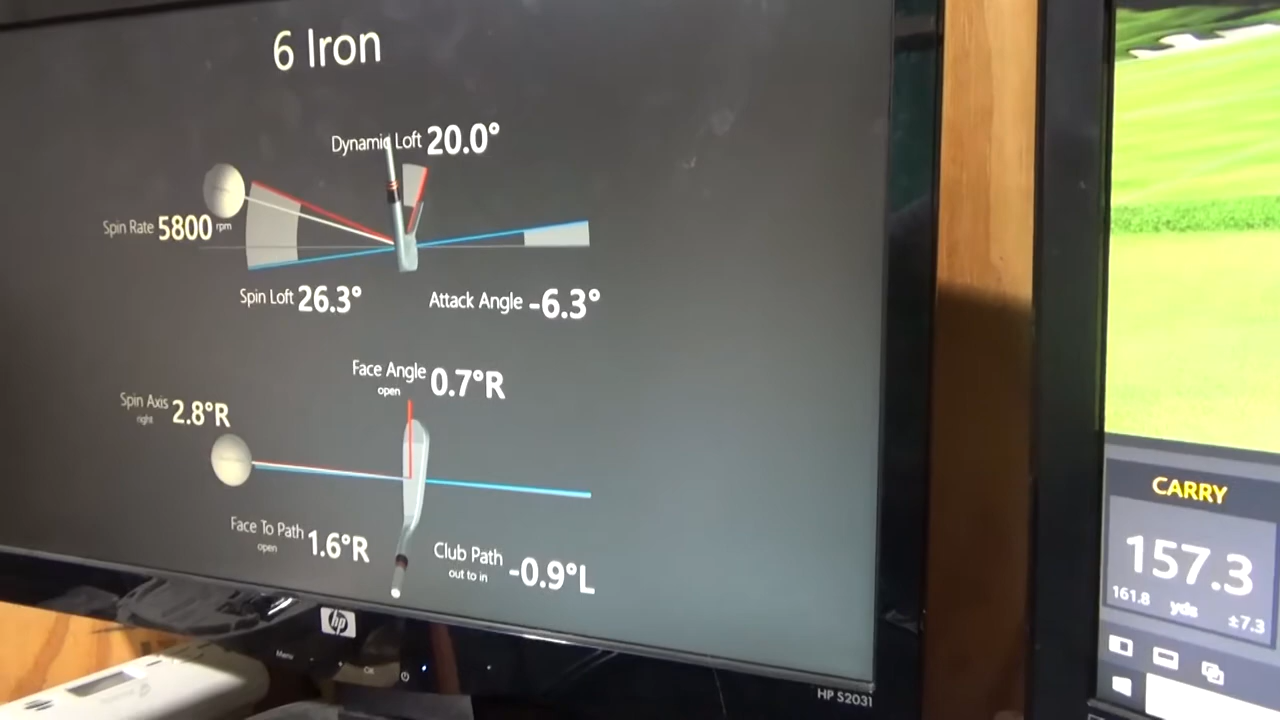 6 Iron
Dynamic Loft 20.0°
Spin Rate 5800 rpm
Spin Loft 26.3°
Attack Angle -6.3°
Face Angle 0.7°R
open
Spin Axis 2.8°R
right
Face To Path 1.6°R
open
Club Path -0.9°L
out to in
hp
Menu
OK
HP S2031
CARRY
157.3
161.8 yds ±7.3